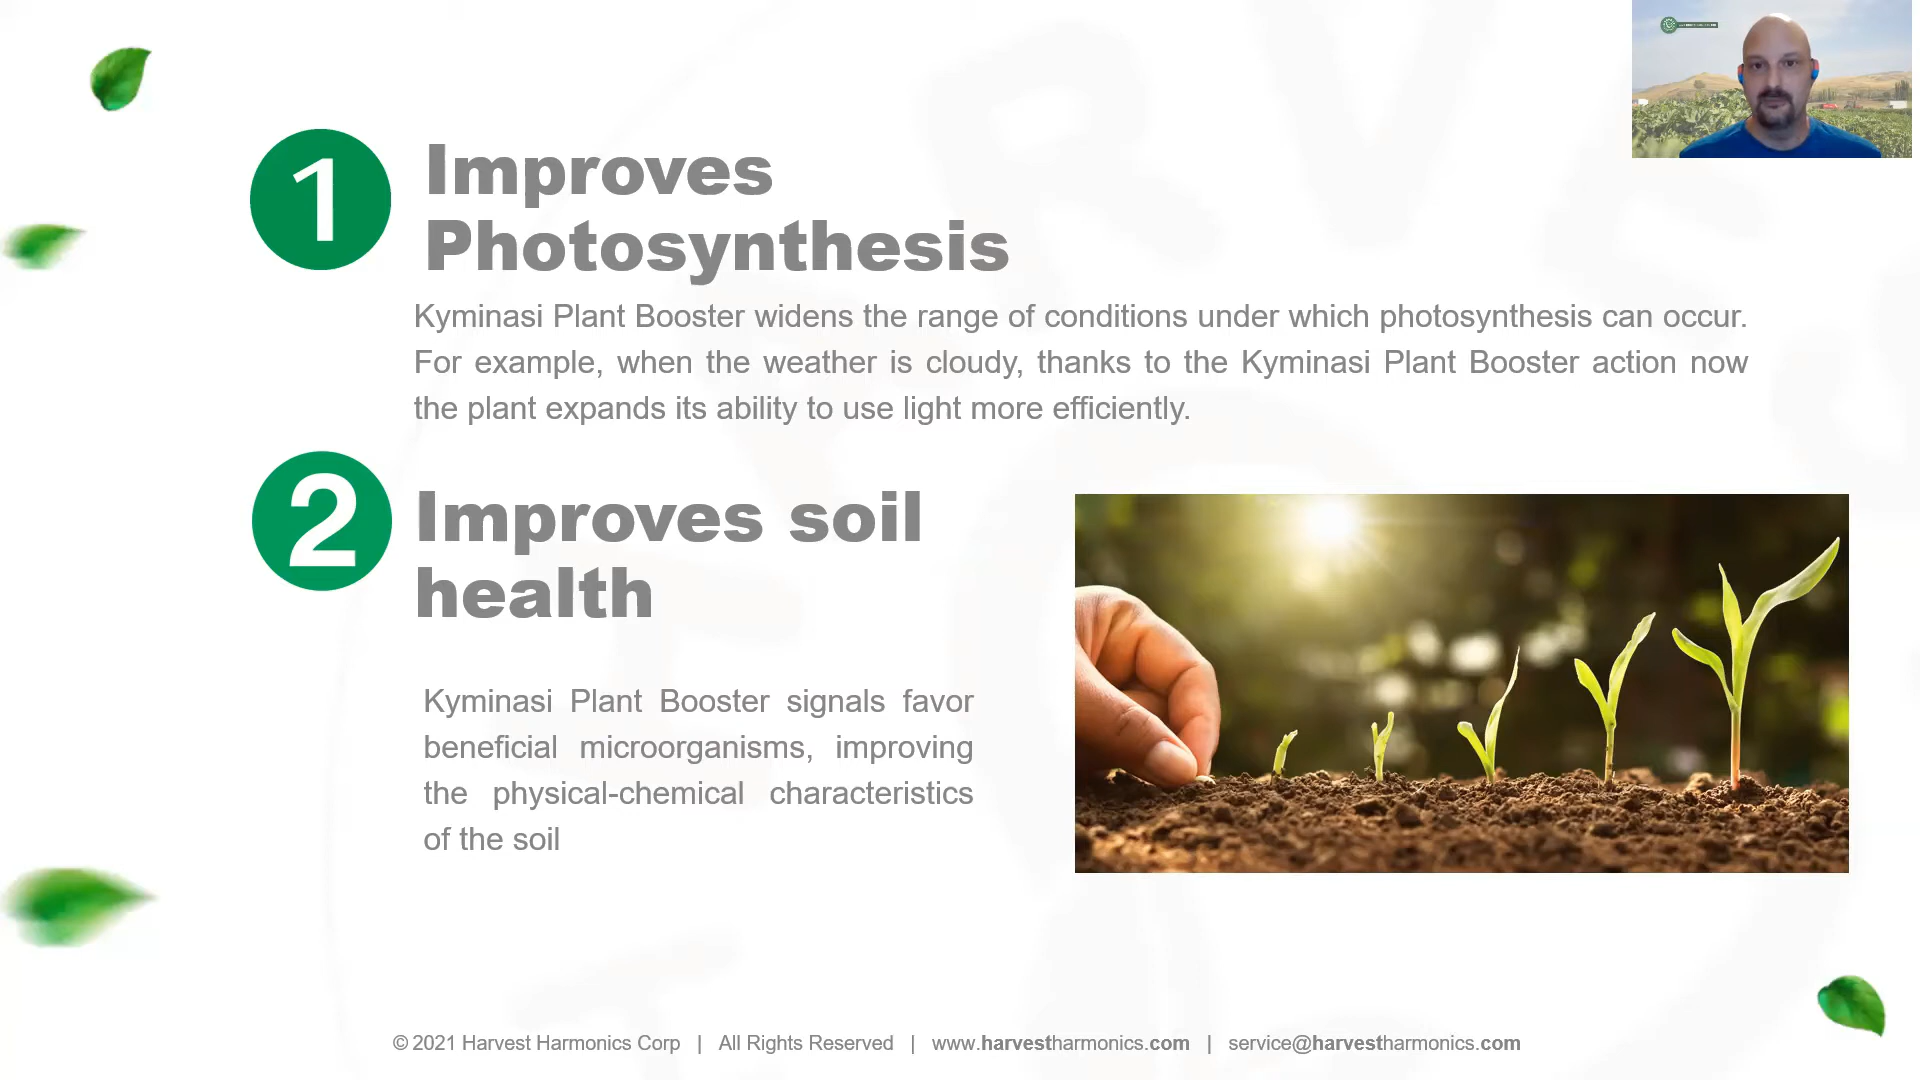 1
Improves
Photosynthesis
Kyminasi Plant Booster widens the range of conditions under which photosynthesis can occur.
For example, when the weather is cloudy, thanks to the Kyminasi Plant Booster action now
the plant expands its ability to use light more efficiently.
2
Improves soil
health
Kyminasi Plant Booster signals favor
beneficial microorganisms, improving
the physical-chemical characteristics
of the soil
© 2021 Harvest Harmonics Corp | All Rights Reserved | www.harvestharmonics.com | service@harvestharmonics.com